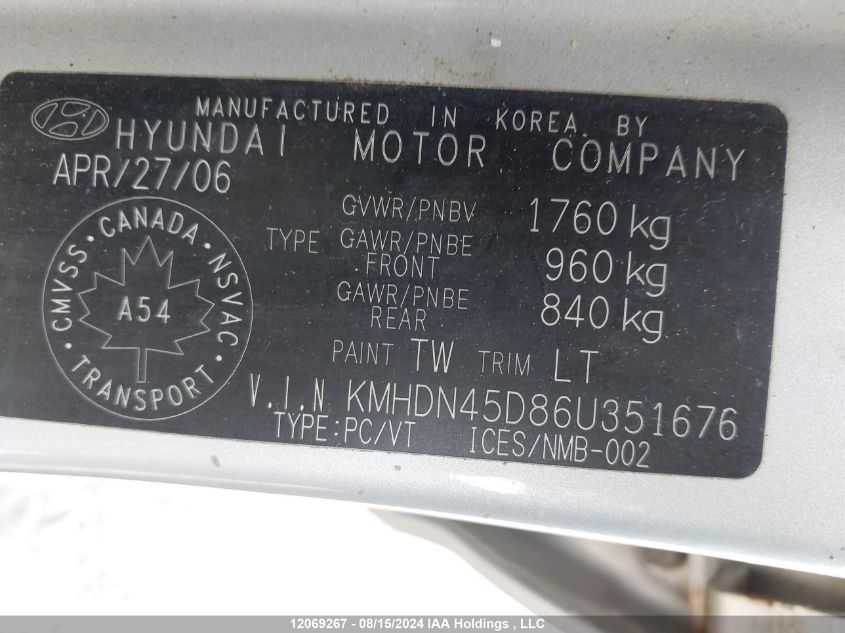 MANUFACTURED IN KOREA. BY
HYUNDAI MOTOR COMPANY
APR/27/06
GVWR/PNBV 1760 kg
TYPE GAWR/PNBE FRONT 960 kg
GAWR/PNBE REAR 840 kg
CMVSS · CANADA · NSVAC · TRANSPORT ·
A54
PAINT TW TRIM LT
V.I.N KMHDN45D86U351676
TYPE:PC/VT ICES/NMB-002
12069267 - 08/15/2024 IAA Holdings , LLC